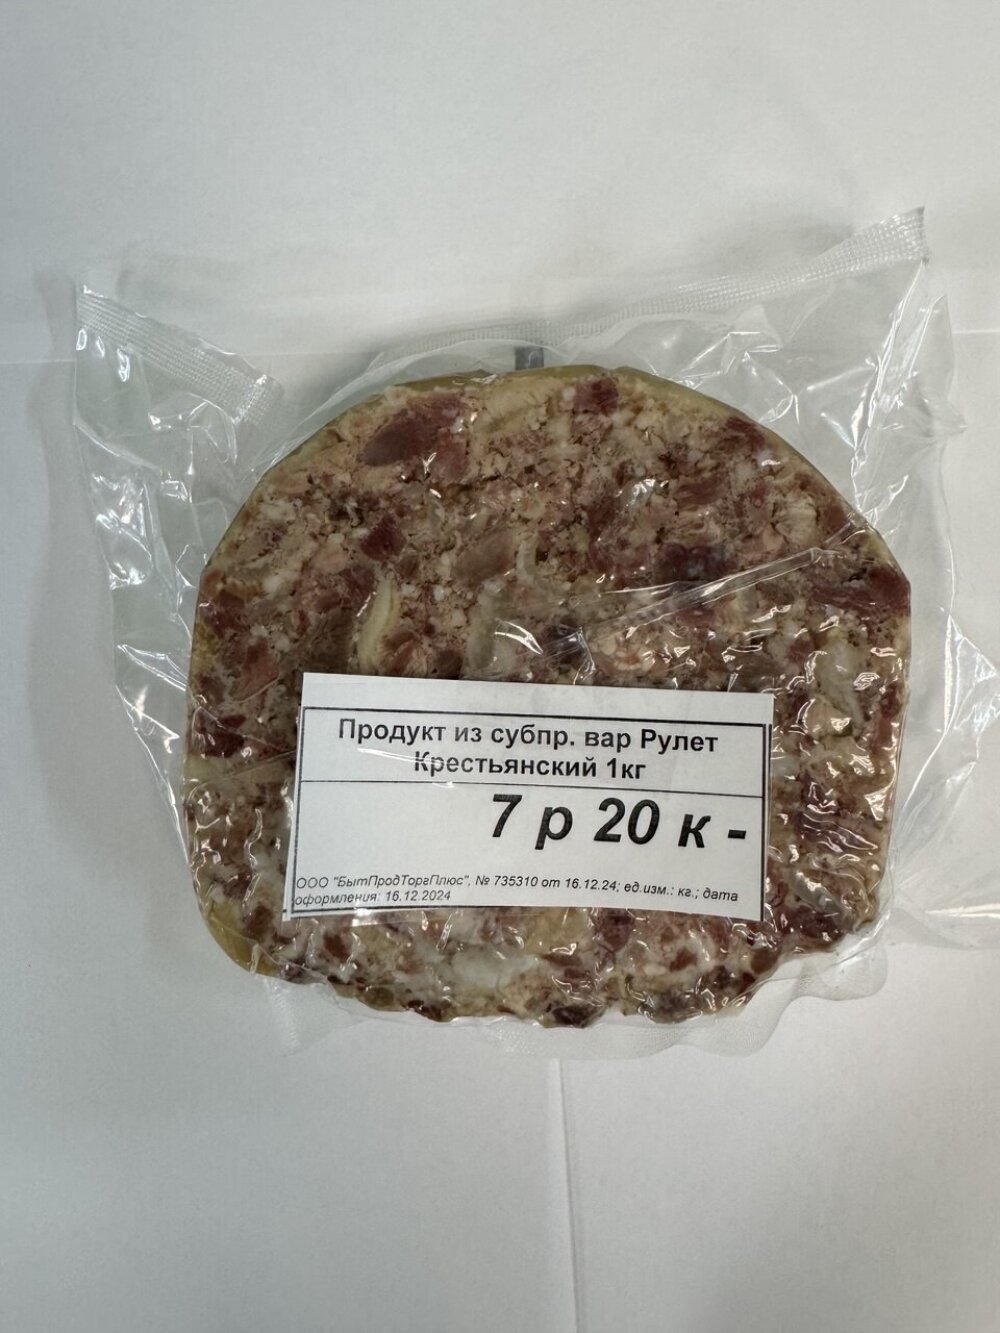 Продукт из субпр. вар Рулет
Крестьянский 1кг
7 р 20 к -
ООО "БытПродТоргПлюс", № 735310 от 16.12.24; ед.изм.: кг.; дата
оформления: 16.12.2024